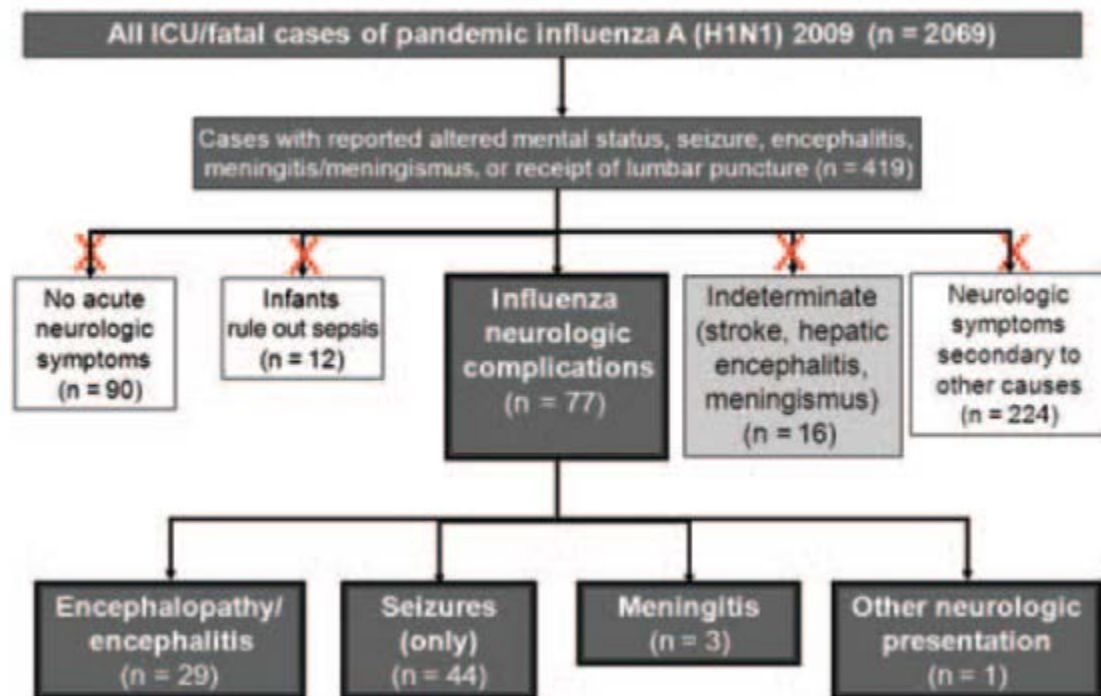 All ICU/fatal cases of pandemic influenza A (H1N1) 2009 (n = 2069)
Cases with reported altered mental status, seizure, encephalitis,
meningitis/meningismus, or receipt of lumbar puncture (n = 419)
No acute
neurologic
symptoms
(n = 90)
Infants
rule out sepsis
(n = 12)
Influenza
neurologic
complications
(n = 77)
Indeterminate
(stroke, hepatic
encephalitis,
meningismus)
(n = 16)
Neurologic
symptoms
secondary to
other causes
(n = 224)
Encephalopathy/
encephalitis
(n = 29)
Seizures
(only)
(n = 44)
Meningitis
(n = 3)
Other neurologic
presentation
(n = 1)